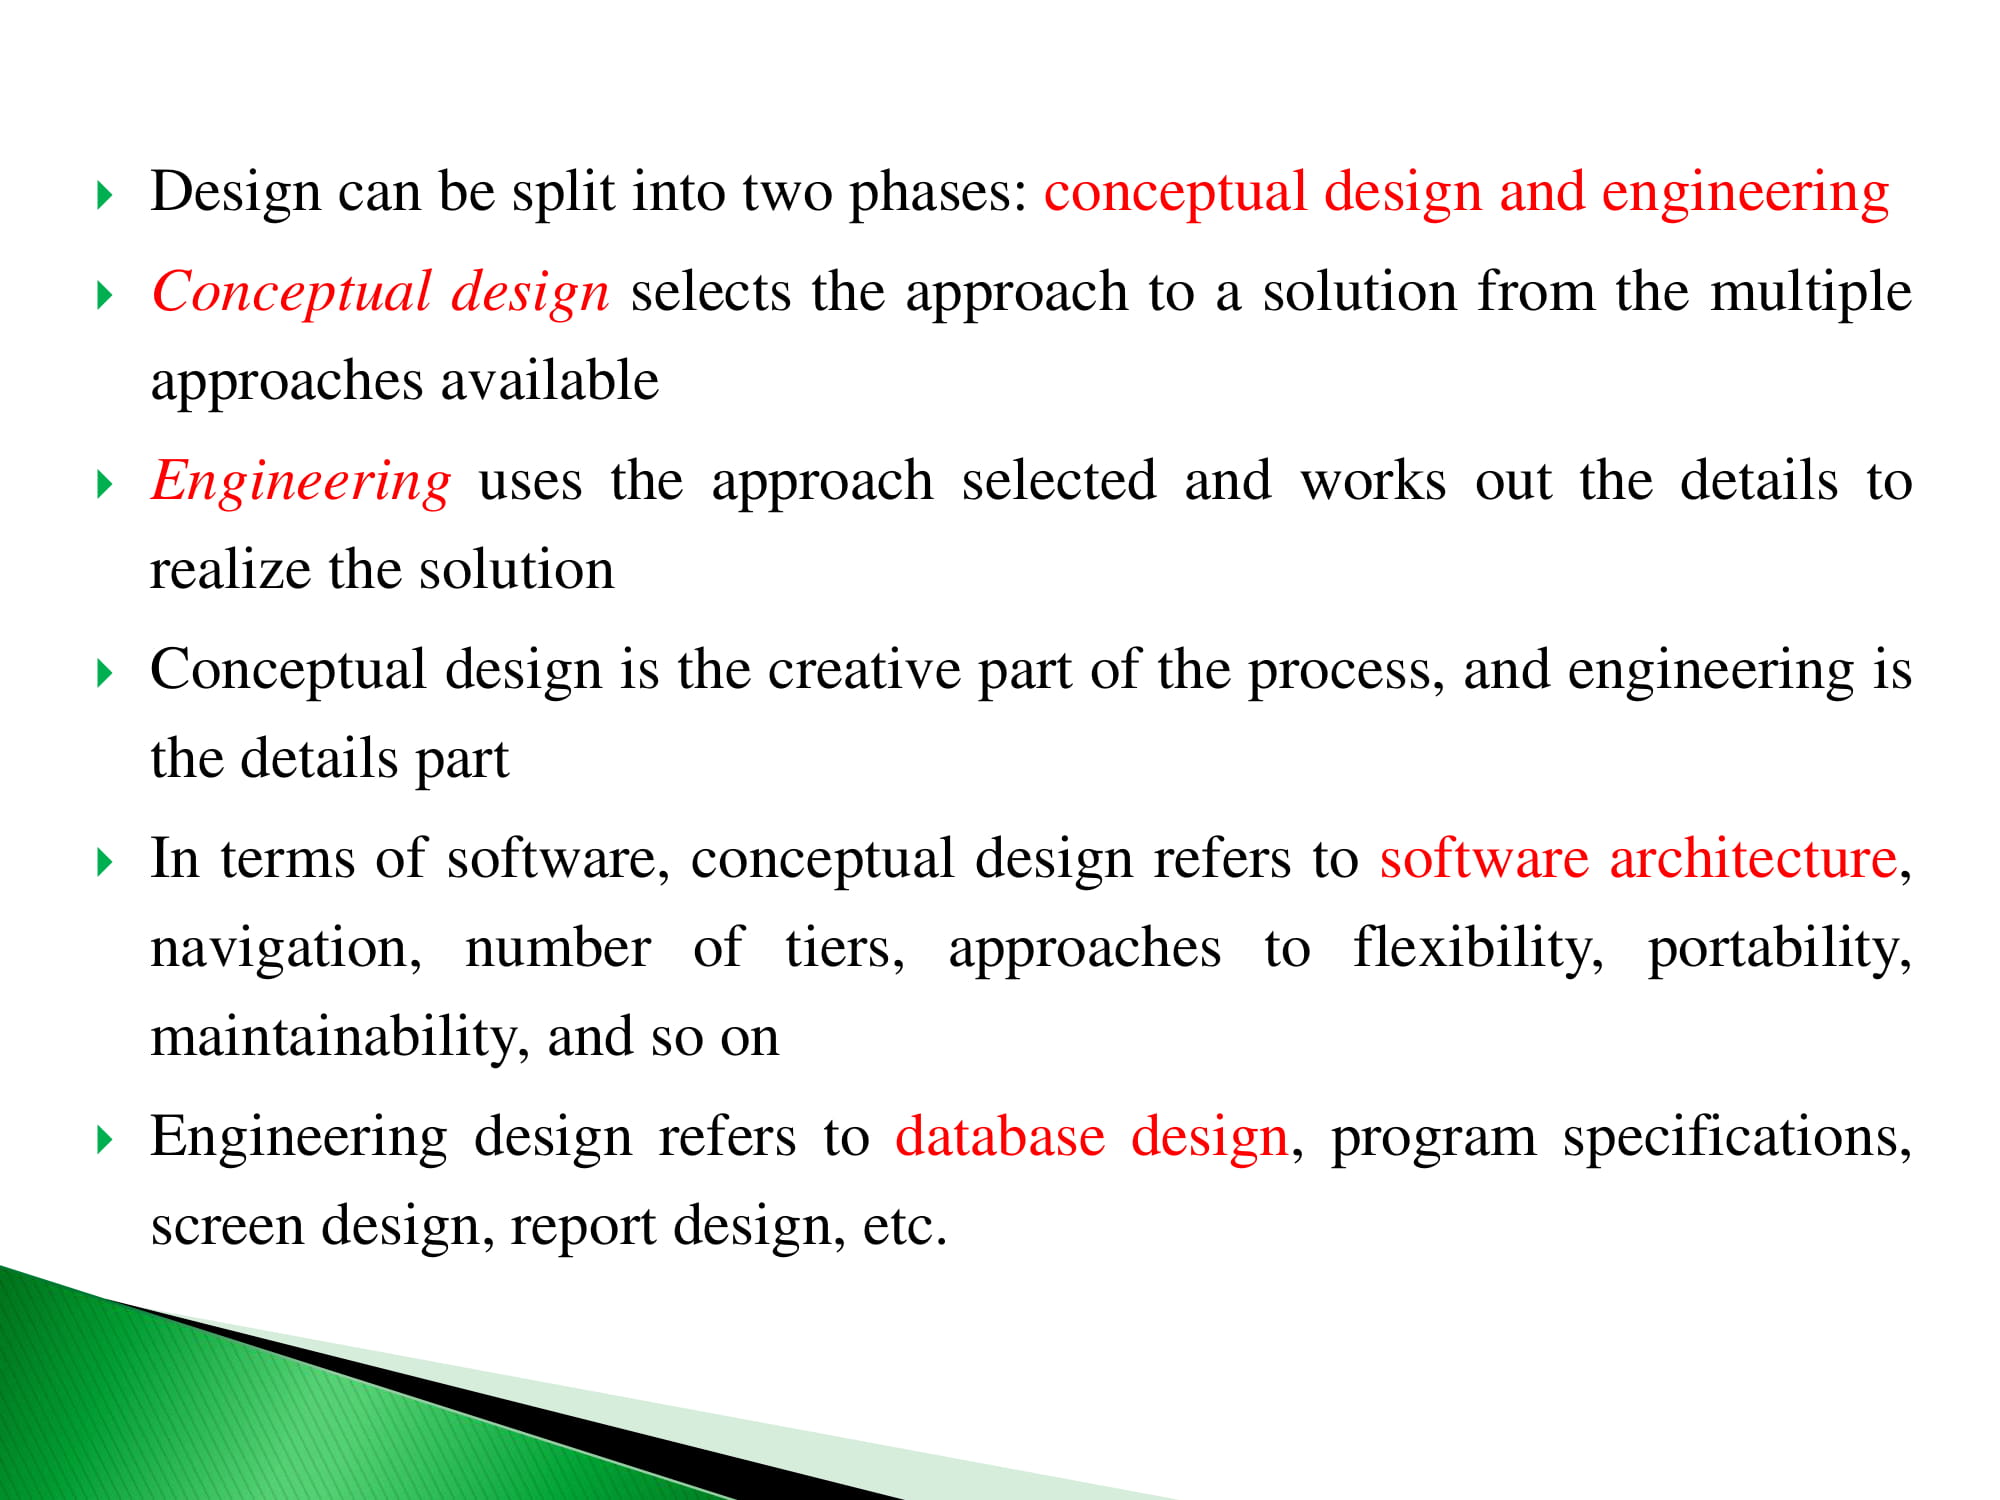 Design can be split into two phases: conceptual design and engineering
Conceptual design selects the approach to a solution from the multiple
approaches available
Engineering uses the approach selected and works out the details to
realize the solution
Conceptual design is the creative part of the process, and engineering is
the details part
In terms of software, conceptual design refers to software architecture,
navigation, number of tiers, approaches to flexibility, portability,
maintainability, and so on
Engineering design refers to database design, program specifications,
screen design, report design, etc.